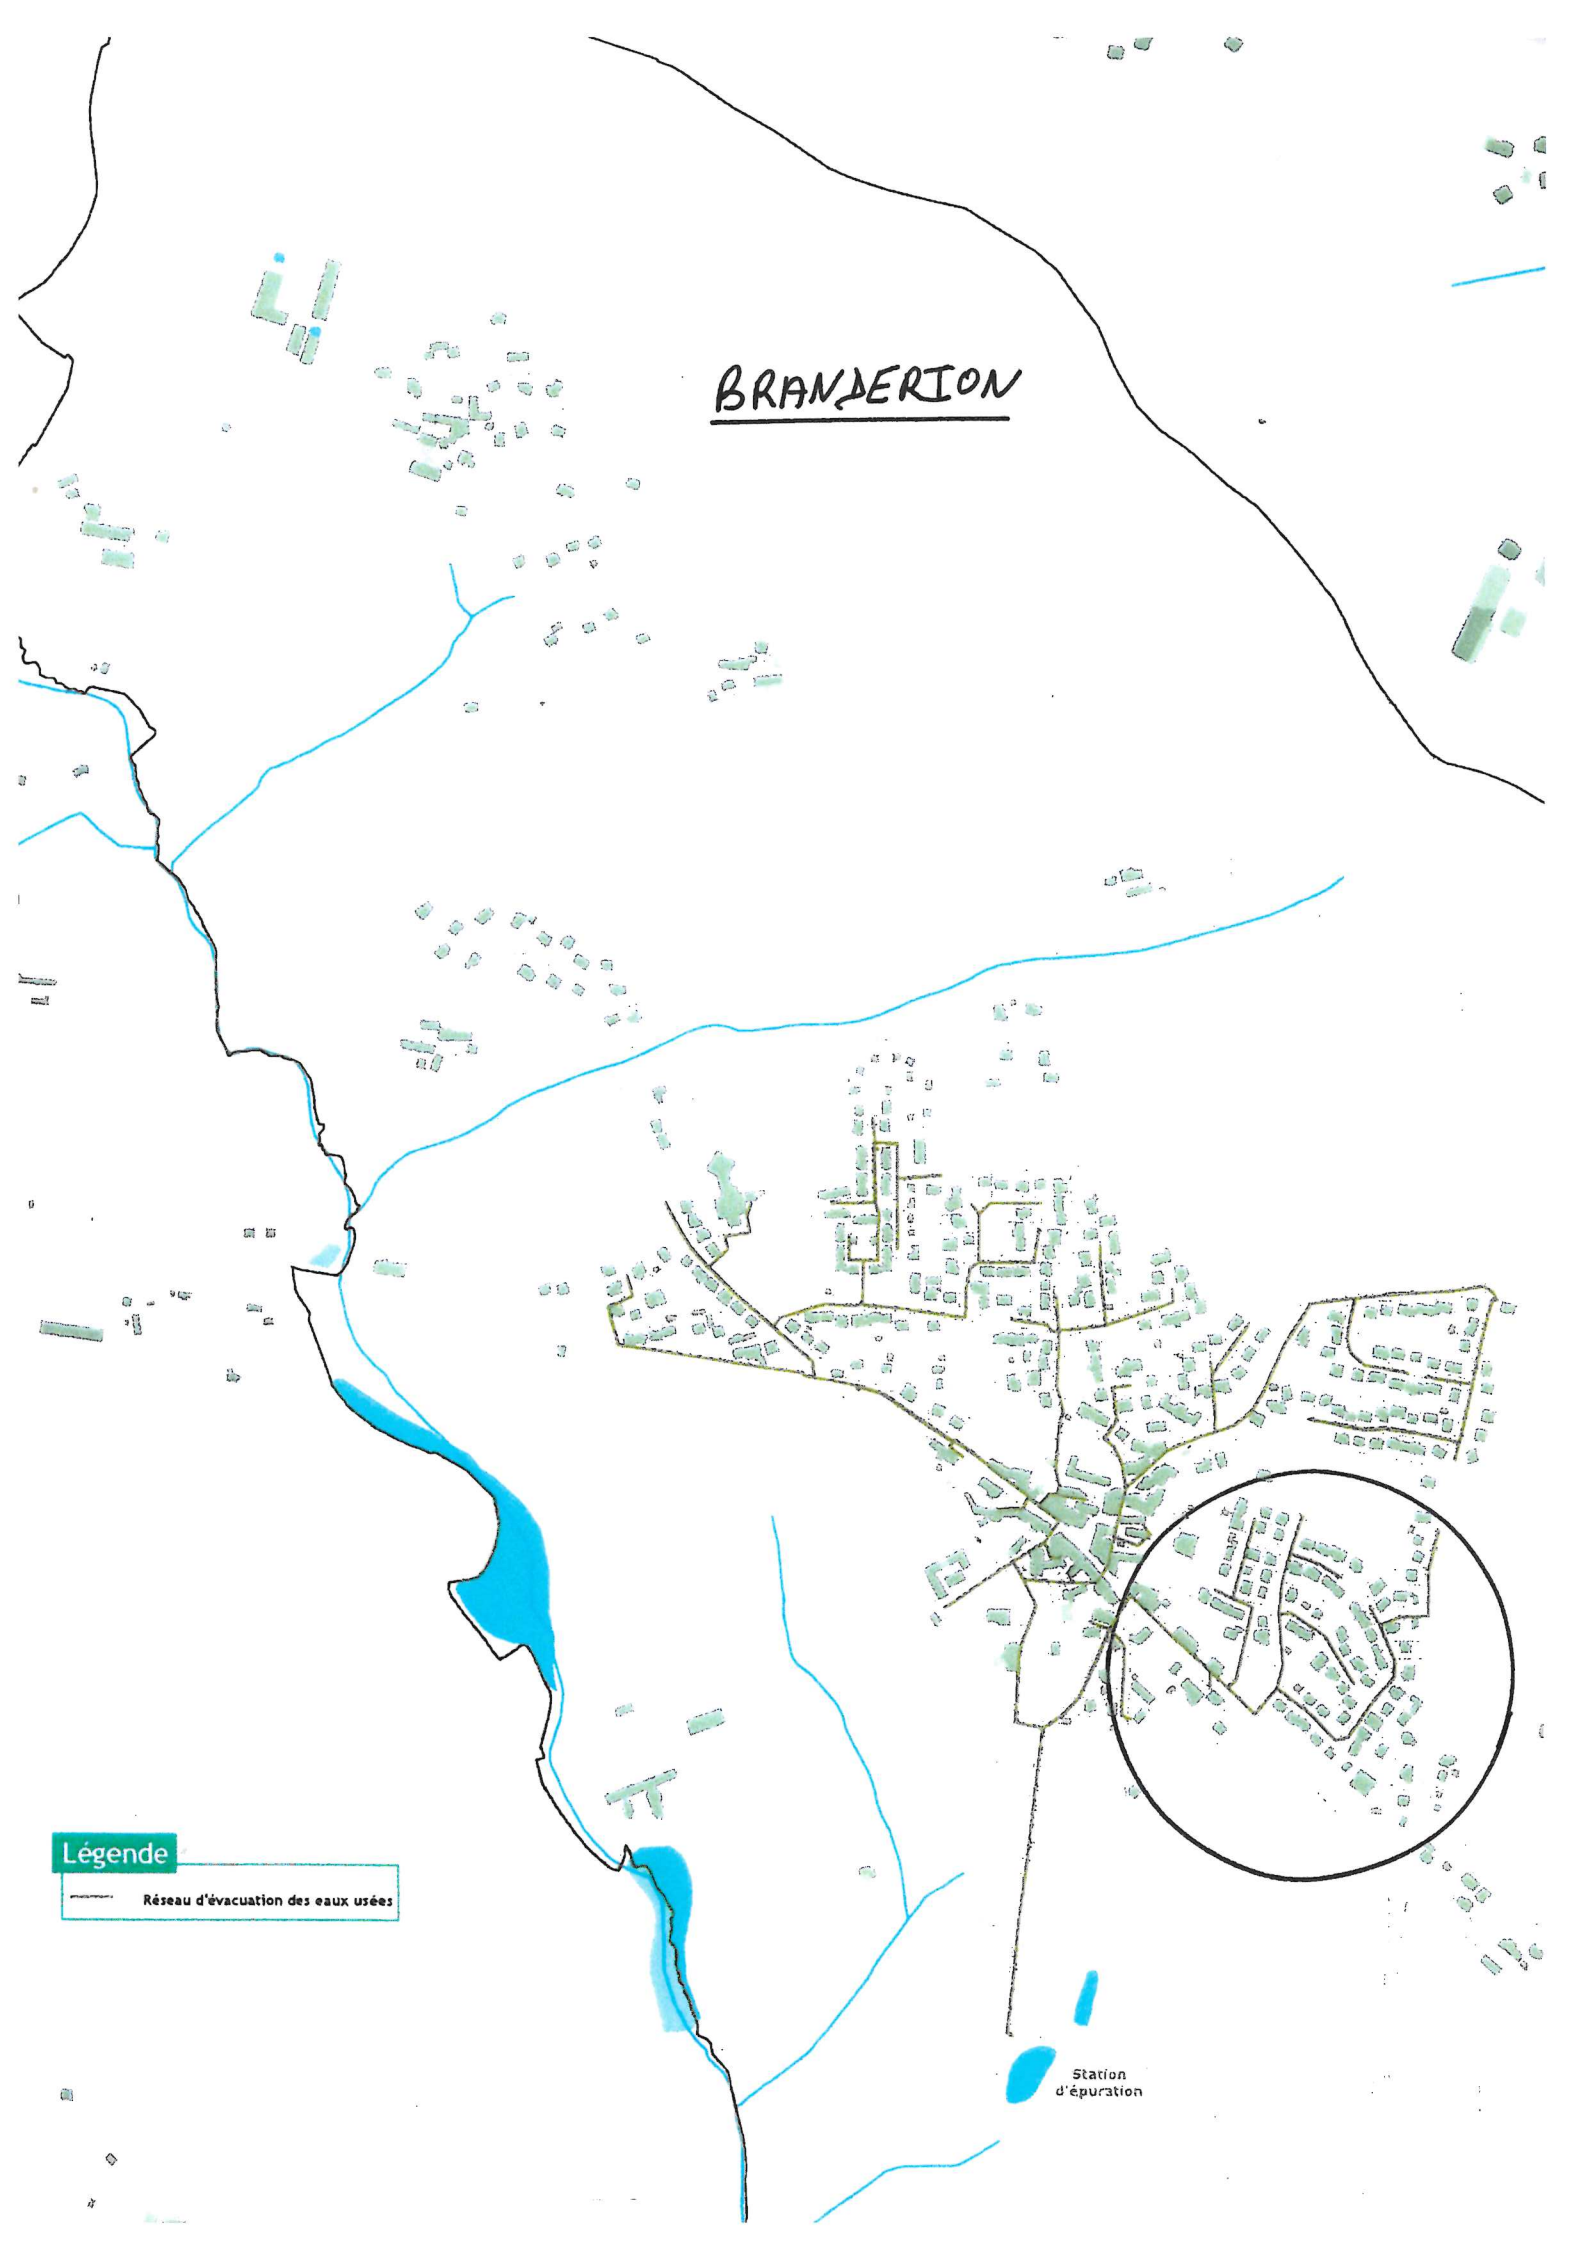 BRANDERION
Légende
Réseau d'évacuation des eaux usées
Station
d'épuration